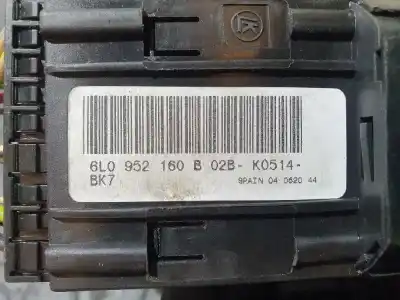 6L0 952 160 B 02B- K0514-
BK7 SPAIN 04 0620 44